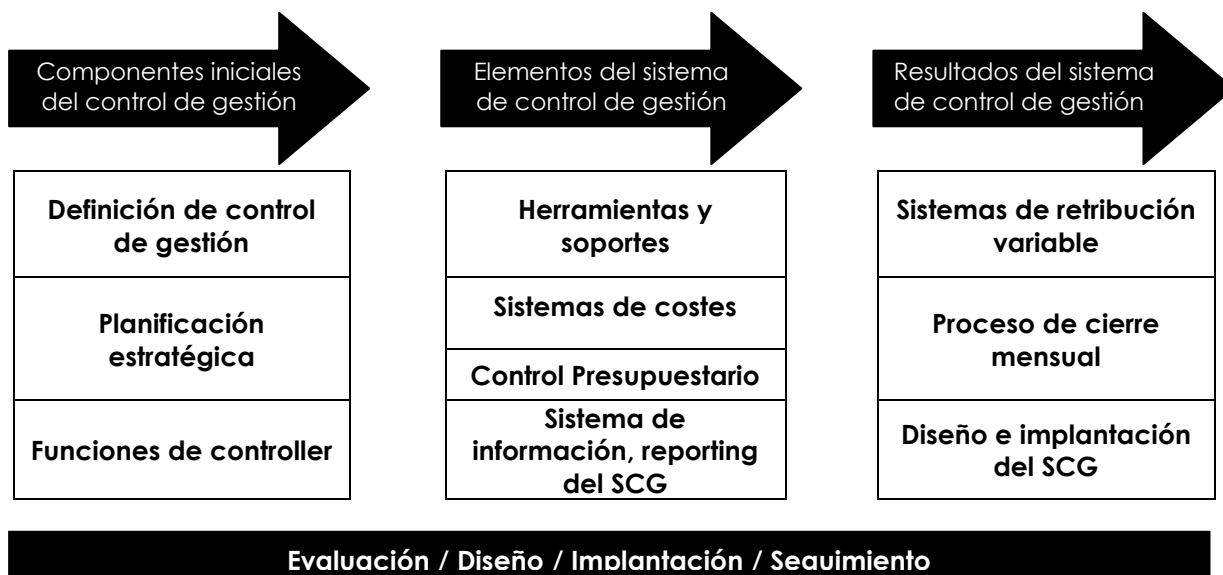 Componentes iniciales
del control de gestión
Elementos del sistema
de control de gestión
Resultados del sistema
de control de gestión
Definición de control
de gestión
Planificación
estratégica
Funciones de controller
Herramientas y
soportes
Sistemas de costes
Control Presupuestario
Sistema de
información, reporting
del SCG
Sistemas de retribución
variable
Proceso de cierre
mensual
Diseño e implantación
del SCG
Evaluación / Diseño / Implantación / Seguimiento